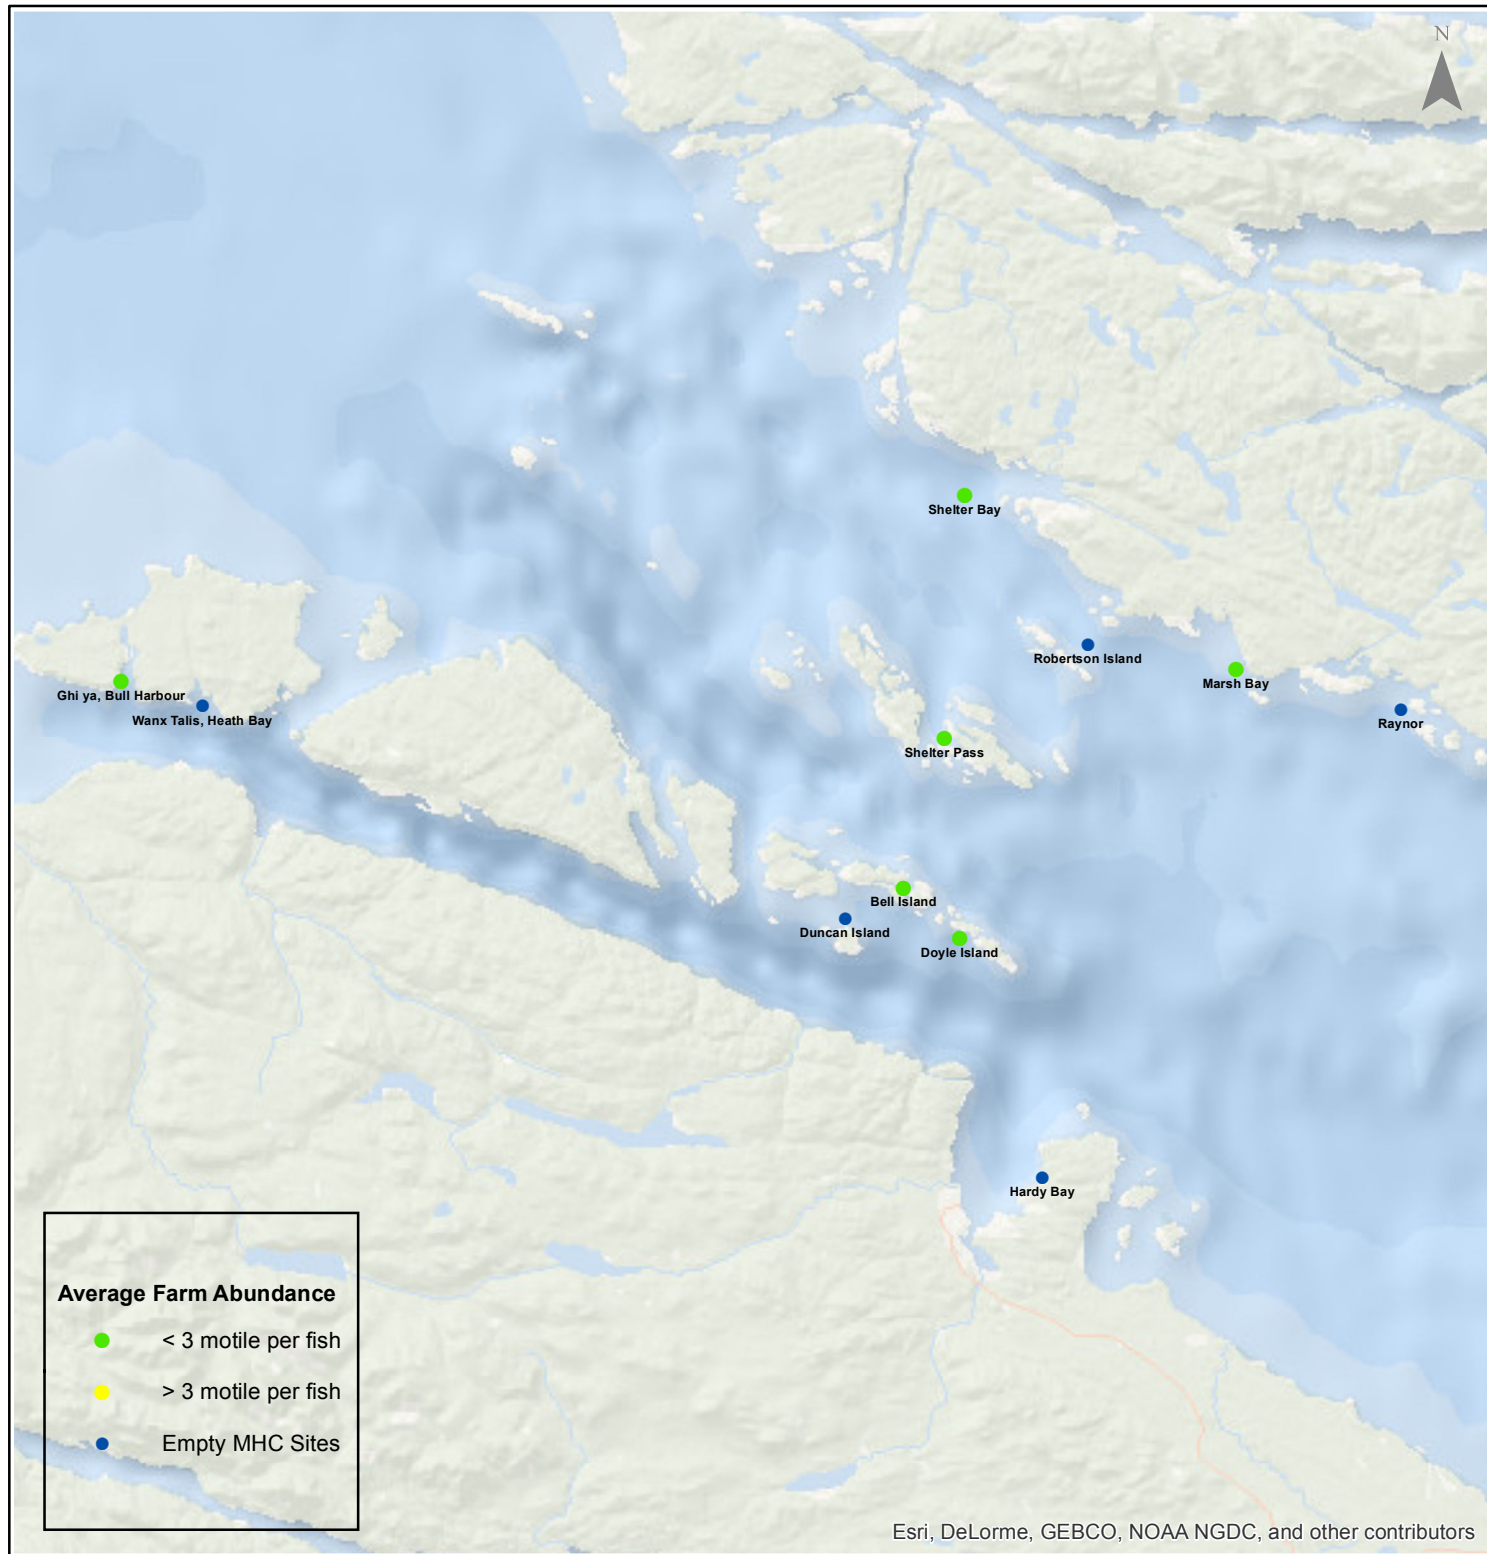 N
Shelter Bay
Robertson Island
Marsh Bay
Ghi ya, Bull Harbour
Wanx Talis, Heath Bay
Raynor
Shelter Pass
Bell Island
Duncan Island
Doyle Island
Hardy Bay
Average Farm Abundance
< 3 motile per fish
> 3 motile per fish
Empty MHC Sites
Esri, DeLorme, GEBCO, NOAA NGDC, and other contributors